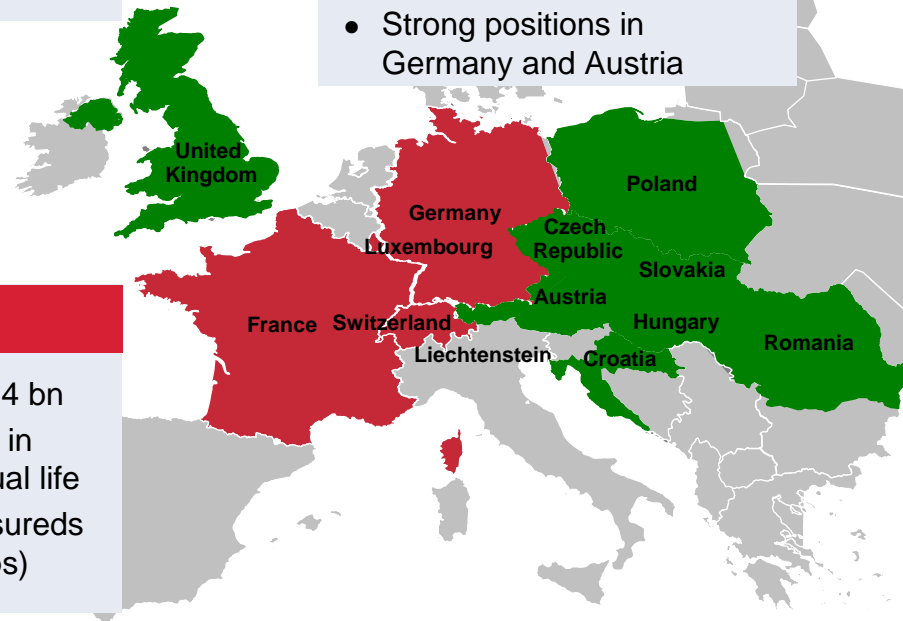 ● Strong positions in
Germany and Austria
United
Kingdom
Poland
Germany
Czech
Republic
Luxembourg
Slovakia
Austria
France
Switzerland
Hungary
Romania
Liechtenstein
Croatia
4 bn
in
ual life
sureds
s)